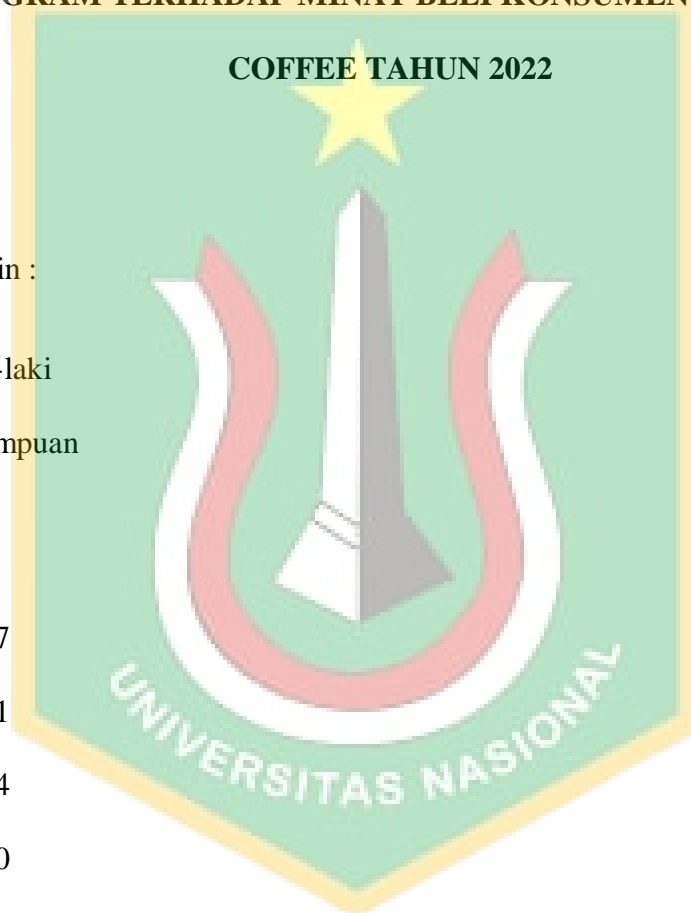 GRAM TERHADAP MINAT BELI KONSUMEN
COFFEE TAHUN 2022
in :
-laki
mpuan
7
1
4
0
UNIVERSITAS NASIONAL